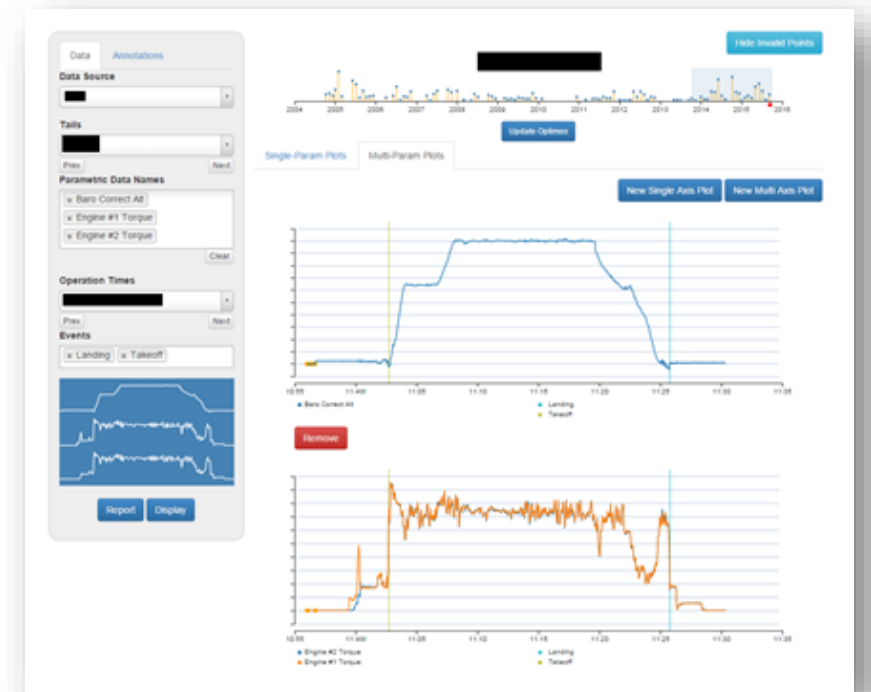 Data Annotations
Data Source
Tails
Prev Next
Parametric Data Names
× Baro Correct Alt
× Engine #1 Torque
× Engine #2 Torque
Clear
Operation Times
Prev Next
Events
× Landing × Takeoff
Report Display
Hide Invalid Points
2004 2005 2006 2007 2008 2009 2010 2011 2012 2013 2014 2015 2016
Update Optimes
Single-Param Plots Multi-Param Plots
New Single Axis Plot New Multi Axis Plot
10:55 11 AM 11:05 11:10 11:15 11:20 11:25 11:30 11:35
Baro Correct Alt Landing
Takeoff
Remove
10:55 11 AM 11:05 11:10 11:15 11:20 11:25 11:30 11:35
Engine #2 Torque Landing
Engine #1 Torque Takeoff